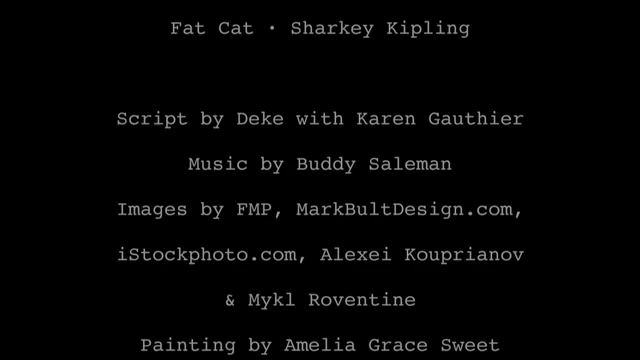 Fat Cat · Sharkey Kipling
Script by Deke with Karen Gauthier
Music by Buddy Saleman
Images by FMP, MarkBultDesign.com,
iStockphoto.com, Alexei Kouprianov
& Mykl Roventine
Painting by Amelia Grace Sweet